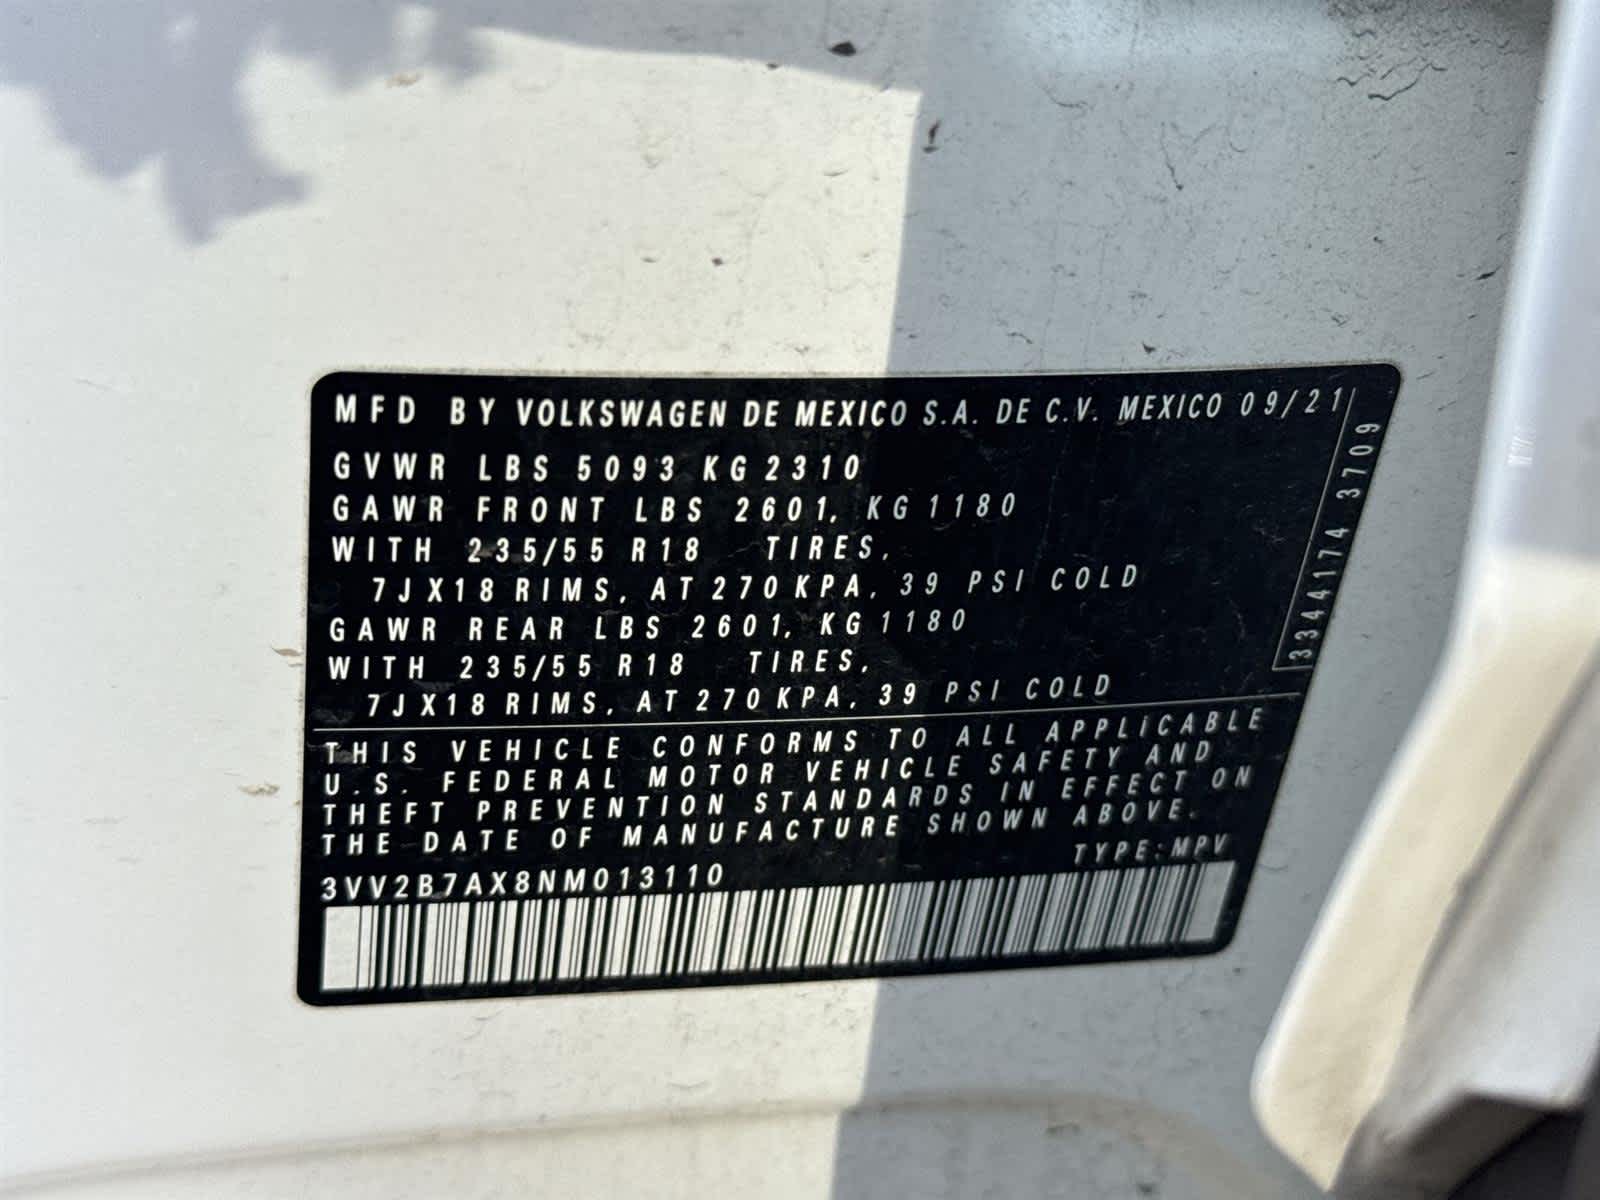 MFD BY VOLKSWAGEN DE MEXICO S.A. DE C.V. MEXICO 09/21
GVWR LBS 5093 KG 2310
GAWR FRONT LBS 2601, KG 1180
WITH 235/55 R18 TIRES,
7JX18 RIMS, AT 270 KPA, 39 PSI COLD
GAWR REAR LBS 2601, KG 1180
WITH 235/55 R18 TIRES,
7JX18 RIMS, AT 270 KPA, 39 PSI COLD
33441174 3709
THIS VEHICLE CONFORMS TO ALL APPLICABLE
U.S. FEDERAL MOTOR VEHICLE SAFETY AND
THEFT PREVENTION STANDARDS IN EFFECT ON
THE DATE OF MANUFACTURE SHOWN ABOVE.
TYPE: MPV
3VV2B7AX8NM013110